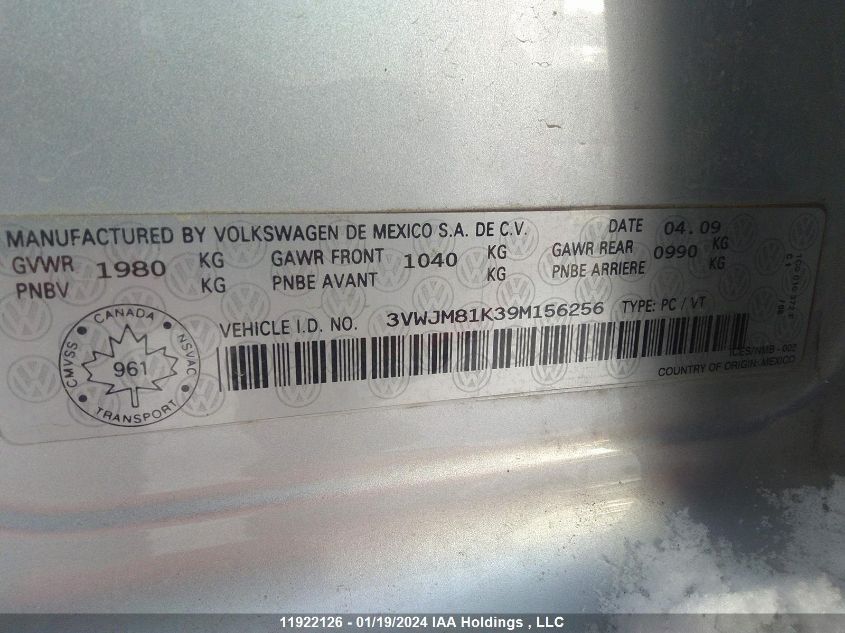 MANUFACTURED BY VOLKSWAGEN DE MEXICO S.A. DE C.V. DATE 04.09
GVWR 1980 KG GAWR FRONT 1040 KG GAWR REAR 0990 KG
PNBV KG PNBE AVANT KG PNBE ARRIERE KG
VEHICLE I.D. NO. 3VWJM81K39M156256 TYPE: PC / VT
CANADA
CMVSS 961 NSVAC
TRANSPORT
ICES/NMB-002
COUNTRY OF ORIGIN: MEXICO
11922126 - 01/19/2024 IAA Holdings , LLC